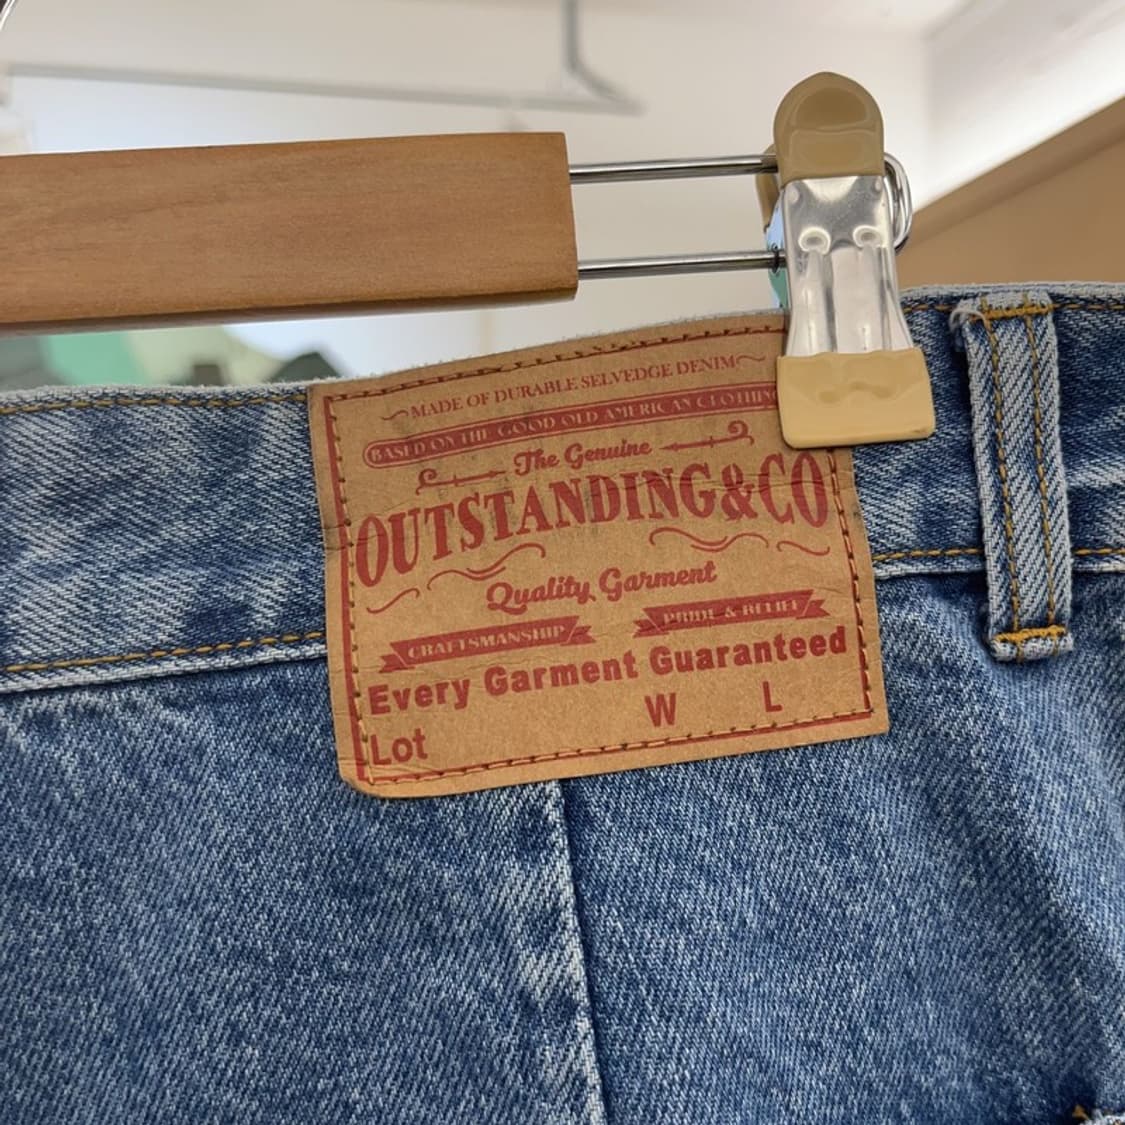 MADE OF DURABLE SELVEDGE DENIM
BASED ON THE GOOD OLD AMERICAN CLOTHING
The Genuine
OUTSTANDING&CO
Quality Garment
CRAFTSMANSHIP PRIDE & BELIEF
Every Garment Guaranteed
Lot W L